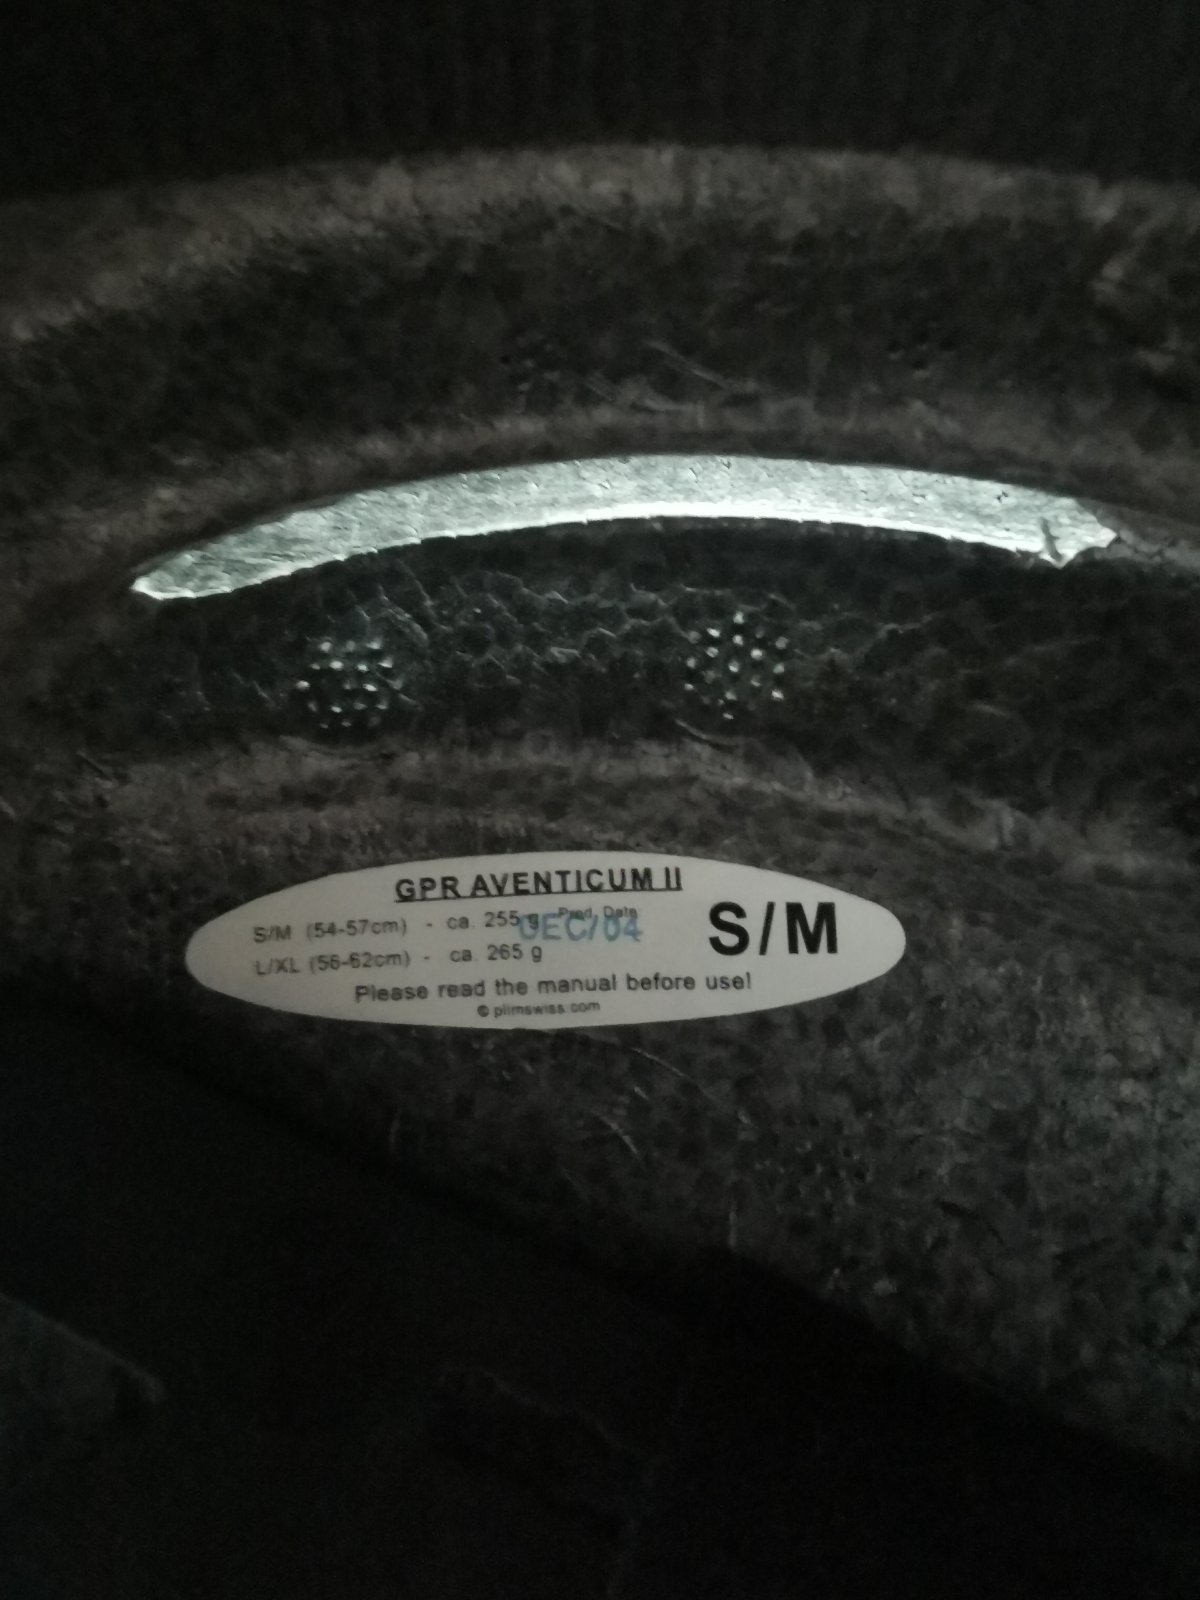 GPR AVENTICUM II
S/M (54-57cm) - ca. 255 g Prod. Date
DEC/04
L/XL (56-62cm) - ca. 265 g
S/M
Please read the manual before use!
© plimswiss.com